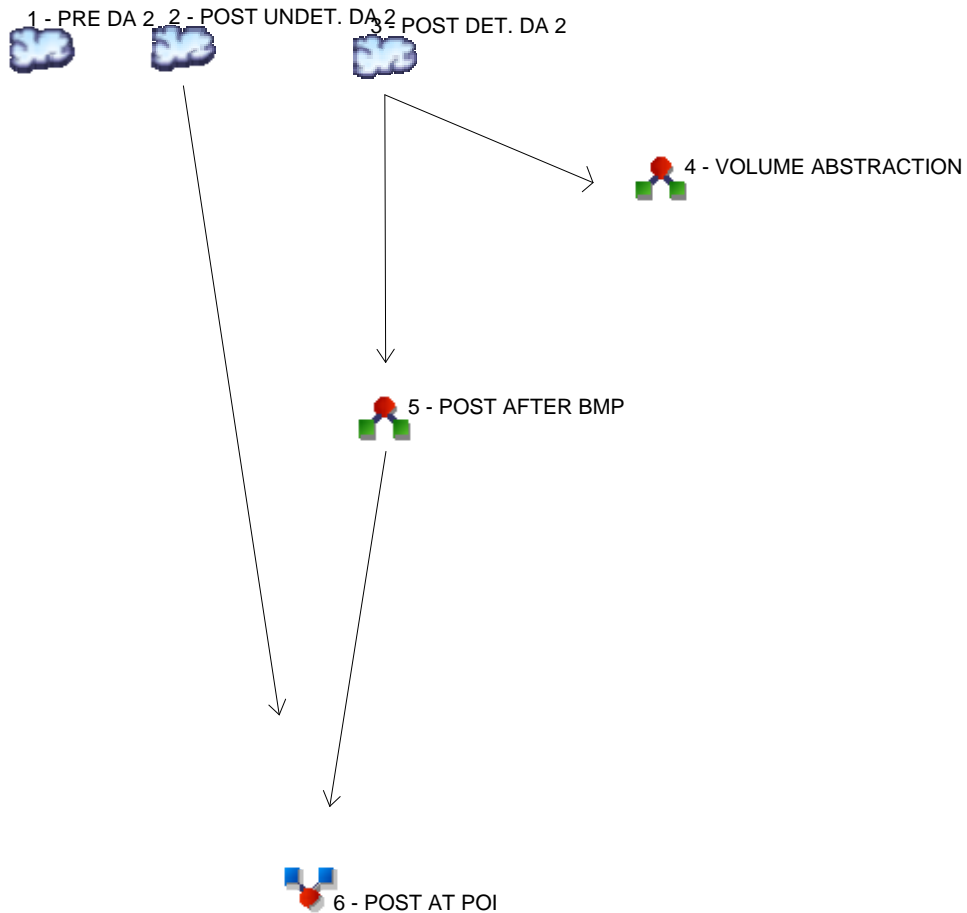 1 - PRE DA 2
2 - POST UNDET. DA 2
3 - POST DET. DA 2
4 - VOLUME ABSTRACTION
5 - POST AFTER BMP
6 - POST AT POI